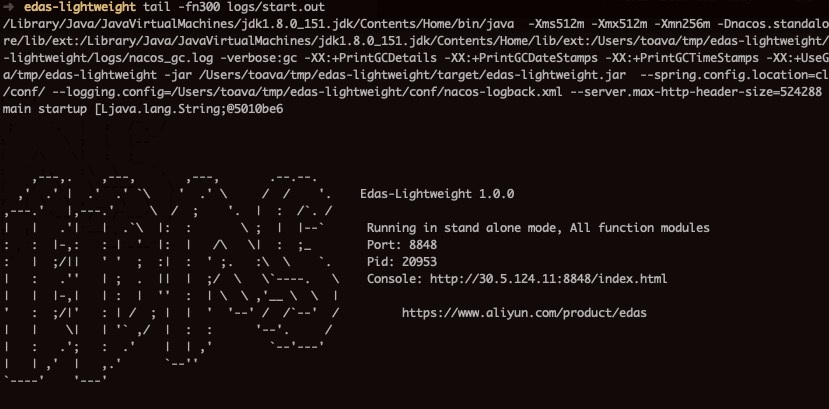 → edas-lightweight tail -fn300 logs/start.out
/Library/Java/JavaVirtualMachines/jdk1.8.0_151.jdk/Contents/Home/bin/java  -Xms512m -Xmx512m -Xmn256m -Dnacos.standalo
re/lib/ext:/Library/Java/JavaVirtualMachines/jdk1.8.0_151.jdk/Contents/Home/lib/ext:/Users/toava/tmp/edas-lightweight/
-lightweight/logs/nacos_gc.log -verbose:gc -XX:+PrintGCDetails -XX:+PrintGCDateStamps -XX:+PrintGCTimeStamps -XX:+UseG
a/tmp/edas-lightweight -jar /Users/toava/tmp/edas-lightweight/target/edas-lightweight.jar  --spring.config.location=cl
/conf/ --logging.config=/Users/toava/tmp/edas-lightweight/conf/nacos-logback.xml --server.max-http-header-size=524288
main startup [Ljava.lang.String;@5010be6
Edas-Lightweight 1.0.0
Running in stand alone mode, All function modules
Port: 8848
Pid: 20953
Console: http://30.5.124.11:8848/index.html
https://www.aliyun.com/product/edas